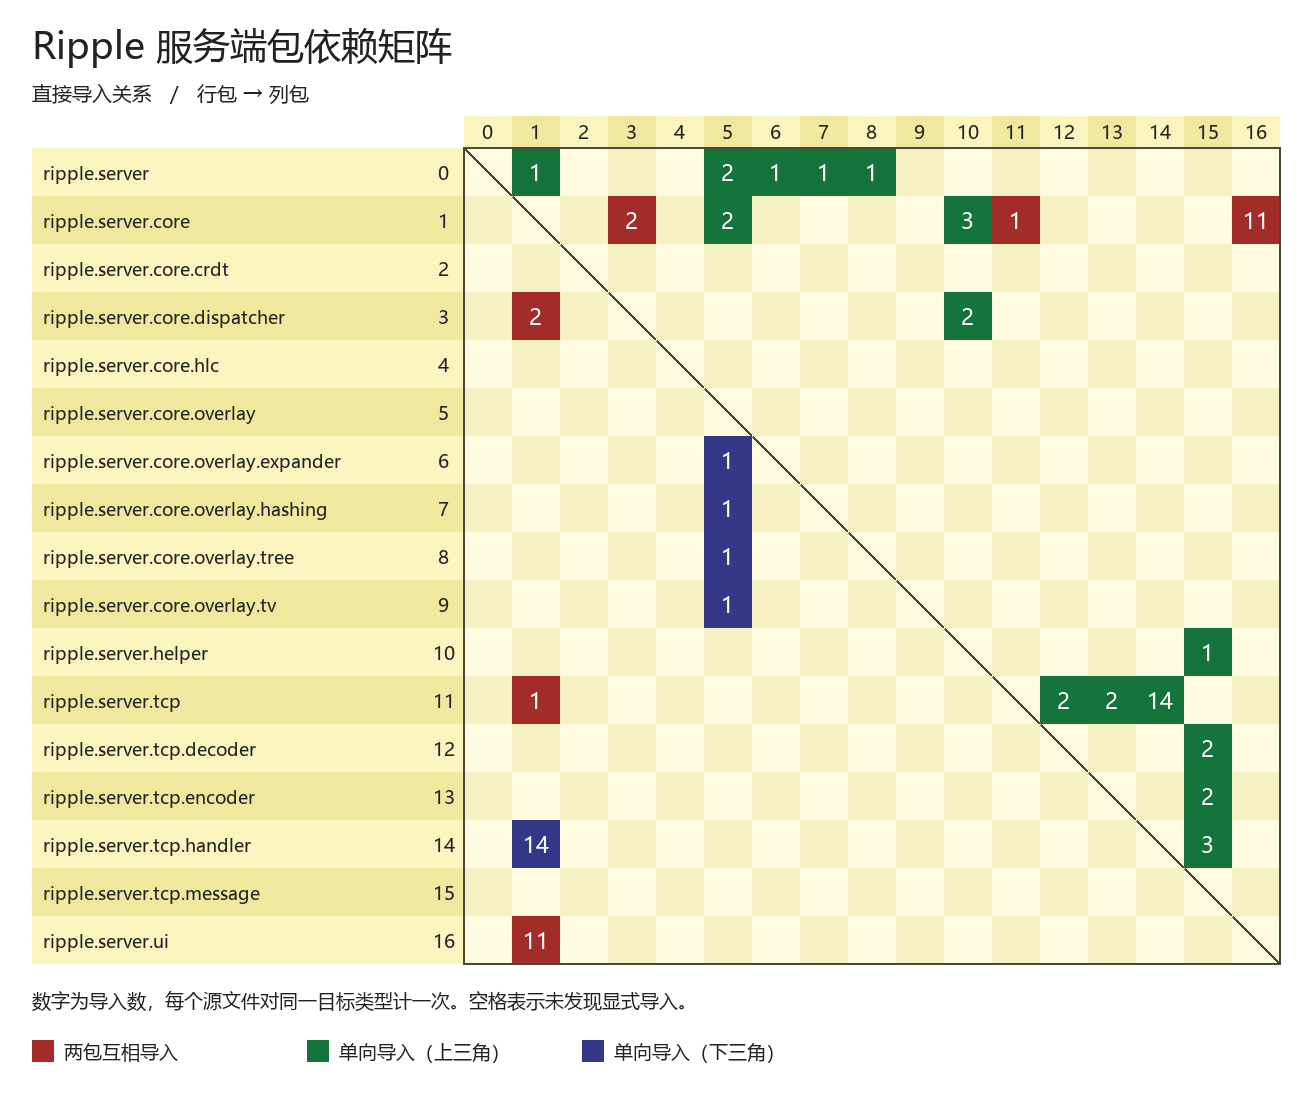 Ripple 服务端包依赖矩阵
直接导入关系 / 行包 → 列包
0 1 2 3 4 5 6 7 8 9 10 11 12 13 14 15 16
ripple.server 0 1 2 1 1 1
ripple.server.core 1 2 2 3 1 11
ripple.server.core.crdt 2
ripple.server.core.dispatcher 3 2 2
ripple.server.core.hlc 4
ripple.server.core.overlay 5
ripple.server.core.overlay.expander 6 1
ripple.server.core.overlay.hashing 7 1
ripple.server.core.overlay.tree 8 1
ripple.server.core.overlay.tv 9 1
ripple.server.helper 10 1
ripple.server.tcp 11 1 2 2 14
ripple.server.tcp.decoder 12 2
ripple.server.tcp.encoder 13 2
ripple.server.tcp.handler 14 14 3
ripple.server.tcp.message 15
ripple.server.ui 16 11
数字为导入数，每个源文件对同一目标类型计一次。空格表示未发现显式导入。
两包互相导入 单向导入（上三角） 单向导入（下三角）